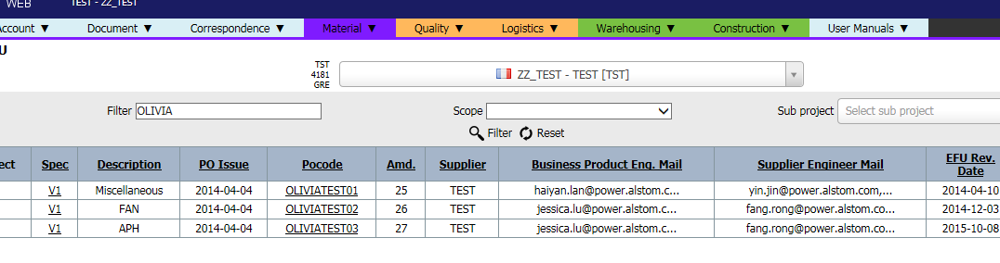 WEB TEST - ZZ_TEST
Account ▼ Document ▼ Correspondence ▼ Material ▼ Quality ▼ Logistics ▼ Warehousing ▼ Construction ▼ User Manuals ▼
U
TST
4181
GRE
ZZ_TEST - TEST [TST]
Filter OLIVIA Scope Sub project Select sub project
Filter Reset
ect Spec Description PO Issue Pocode Amd. Supplier Business Product Eng. Mail Supplier Engineer Mail EFU Rev. Date
V1 Miscellaneous 2014-04-04 OLIVIATEST01 25 TEST haiyan.lan@power.alstom.c... yin.jin@power.alstom.com,... 2014-04-10
V1 FAN 2014-04-04 OLIVIATEST02 26 TEST jessica.lu@power.alstom.c... fang.rong@power.alstom.co... 2014-12-03
V1 APH 2014-04-04 OLIVIATEST03 27 TEST jessica.lu@power.alstom.c... fang.rong@power.alstom.co... 2015-10-08